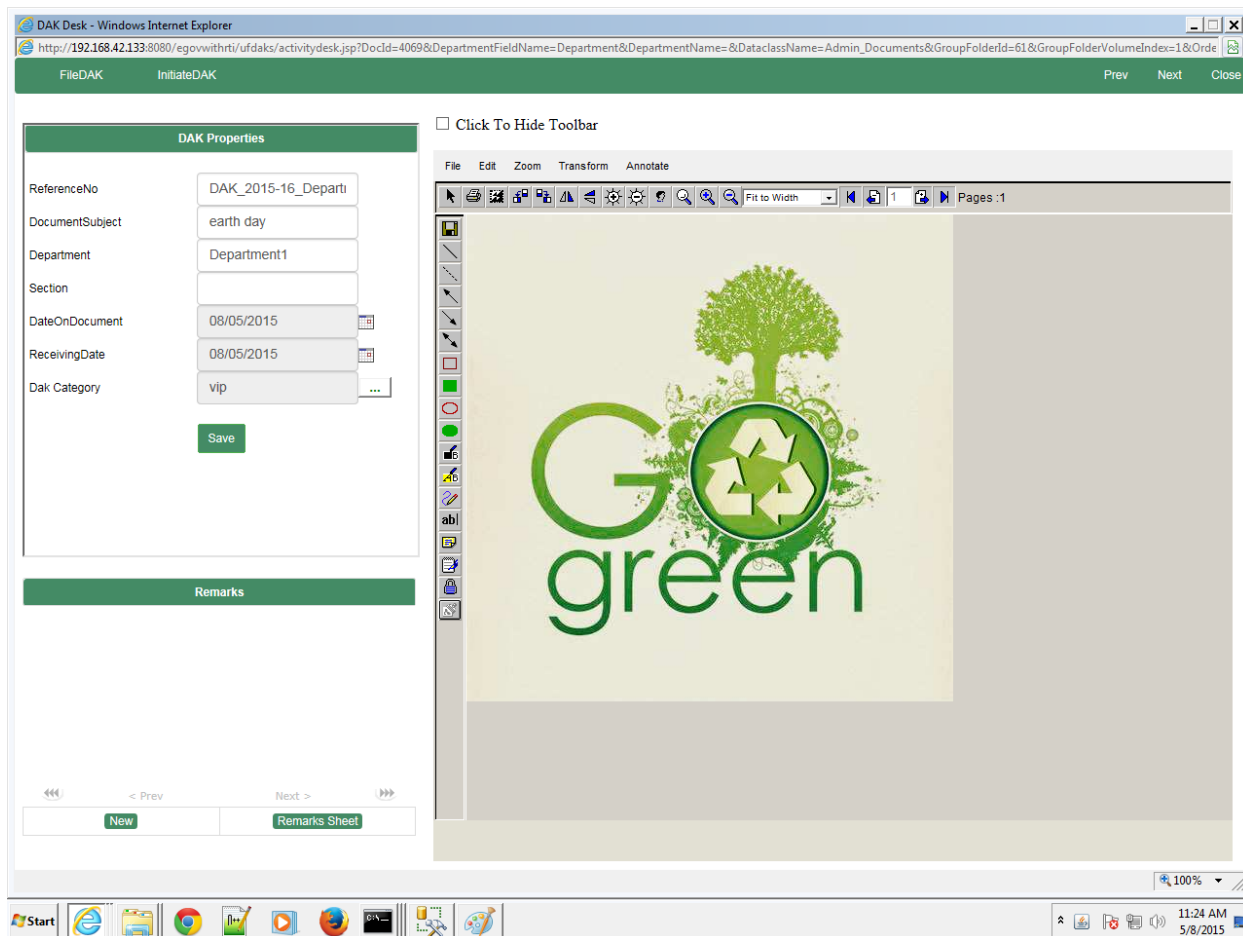 DAK Desk - Windows Internet Explorer
http://192.168.42.133:8080/egovwithrti/ufdaks/activitydesk.jsp?DocId=4069&DepartmentFieldName=Department&DepartmentName=&DataclassName=Admin_Documents&GroupFolderId=61&GroupFolderVolumeIndex=1&Orde
FileDAK InitiateDAK Prev Next Close
DAK Properties
ReferenceNo DAK_2015-16_Depart
DocumentSubject earth day
Department Department1
Section
DateOnDocument 08/05/2015
ReceivingDate 08/05/2015
Dak Category vip ...
Save
Remarks
< Prev Next >
New Remarks Sheet
Click To Hide Toolbar
File Edit Zoom Transform Annotate
Fit to Width 1 Pages :1
B
AB
ab|
GO
green
100%
Start
11:24 AM
5/8/2015